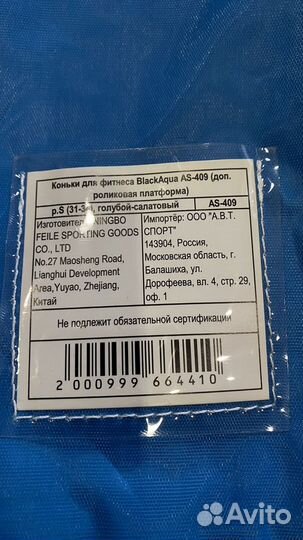 Коньки для фитнеса BlackAqua AS-409 (доп.
роликовая платформа)
р.S (31-3 голубой-салатовый
AS-409
Изготовитель NINGBO
FEILE SPORTING GOODS
CO., LTD
No.27 Maosheng Road,
Lianghui Development
Area,Yuyao, Zhejiang,
Китай
Импортёр: ООО "А.В.Т.
СПОРТ"
143904, Россия,
Московская область, г.
Балашиха, ул.
Дорофеева, вл. 4, стр. 29,
оф. 1
Не подлежит обязательной сертификации
2 000999 664410
Avito